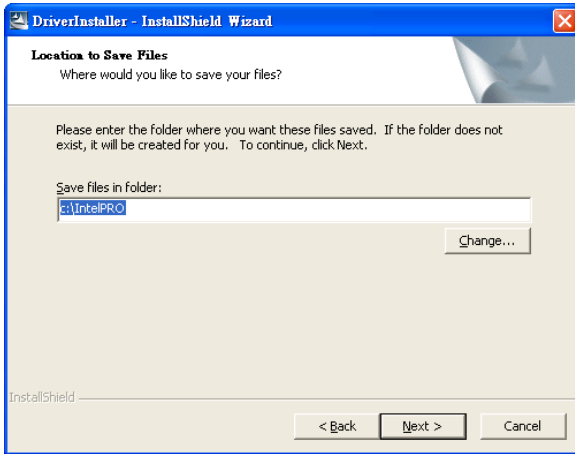 DriverInstaller - InstallShield Wizard
Location to Save Files
Where would you like to save your files?
Please enter the folder where you want these files saved.  If the folder does not
exist, it will be created for you.   To continue, click Next.
Save files in folder:
c:\IntelPRO
Change...
InstallShield
< Back
Next >
Cancel